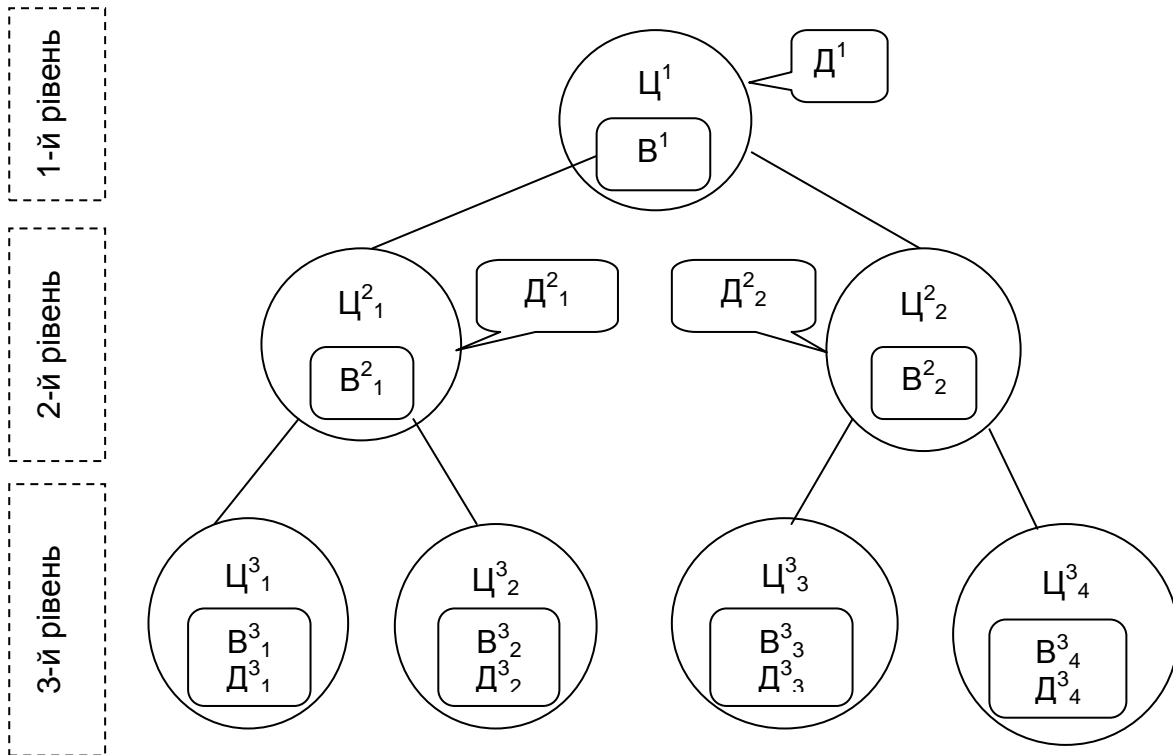 1-й рівень
Ц¹
Д¹
В¹
2-й рівень
Ц²₁
Д²₁
Д²₂
Ц²₂
В²₁
В²₂
3-й рівень
Ц³₁
Ц³₂
Ц³₃
Ц³₄
В³₁
Д³₁
В³₂
Д³₂
В³₃
Д³₃
В³₄
Д³₄